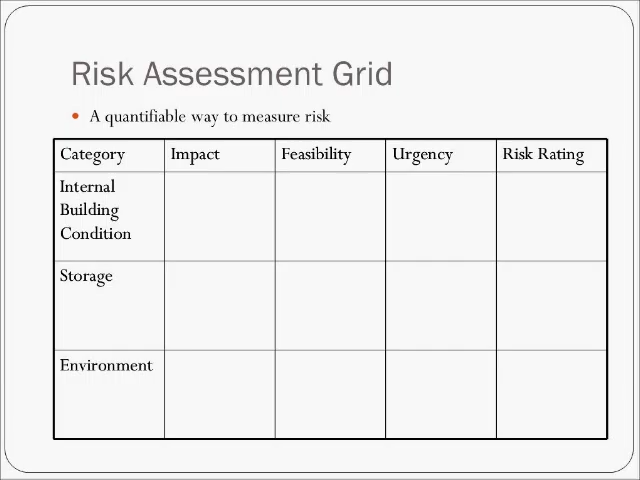 Risk Assessment Grid
• A quantifiable way to measure risk
Category Impact Feasibility Urgency Risk Rating
Internal
Building
Condition
Storage
Environment